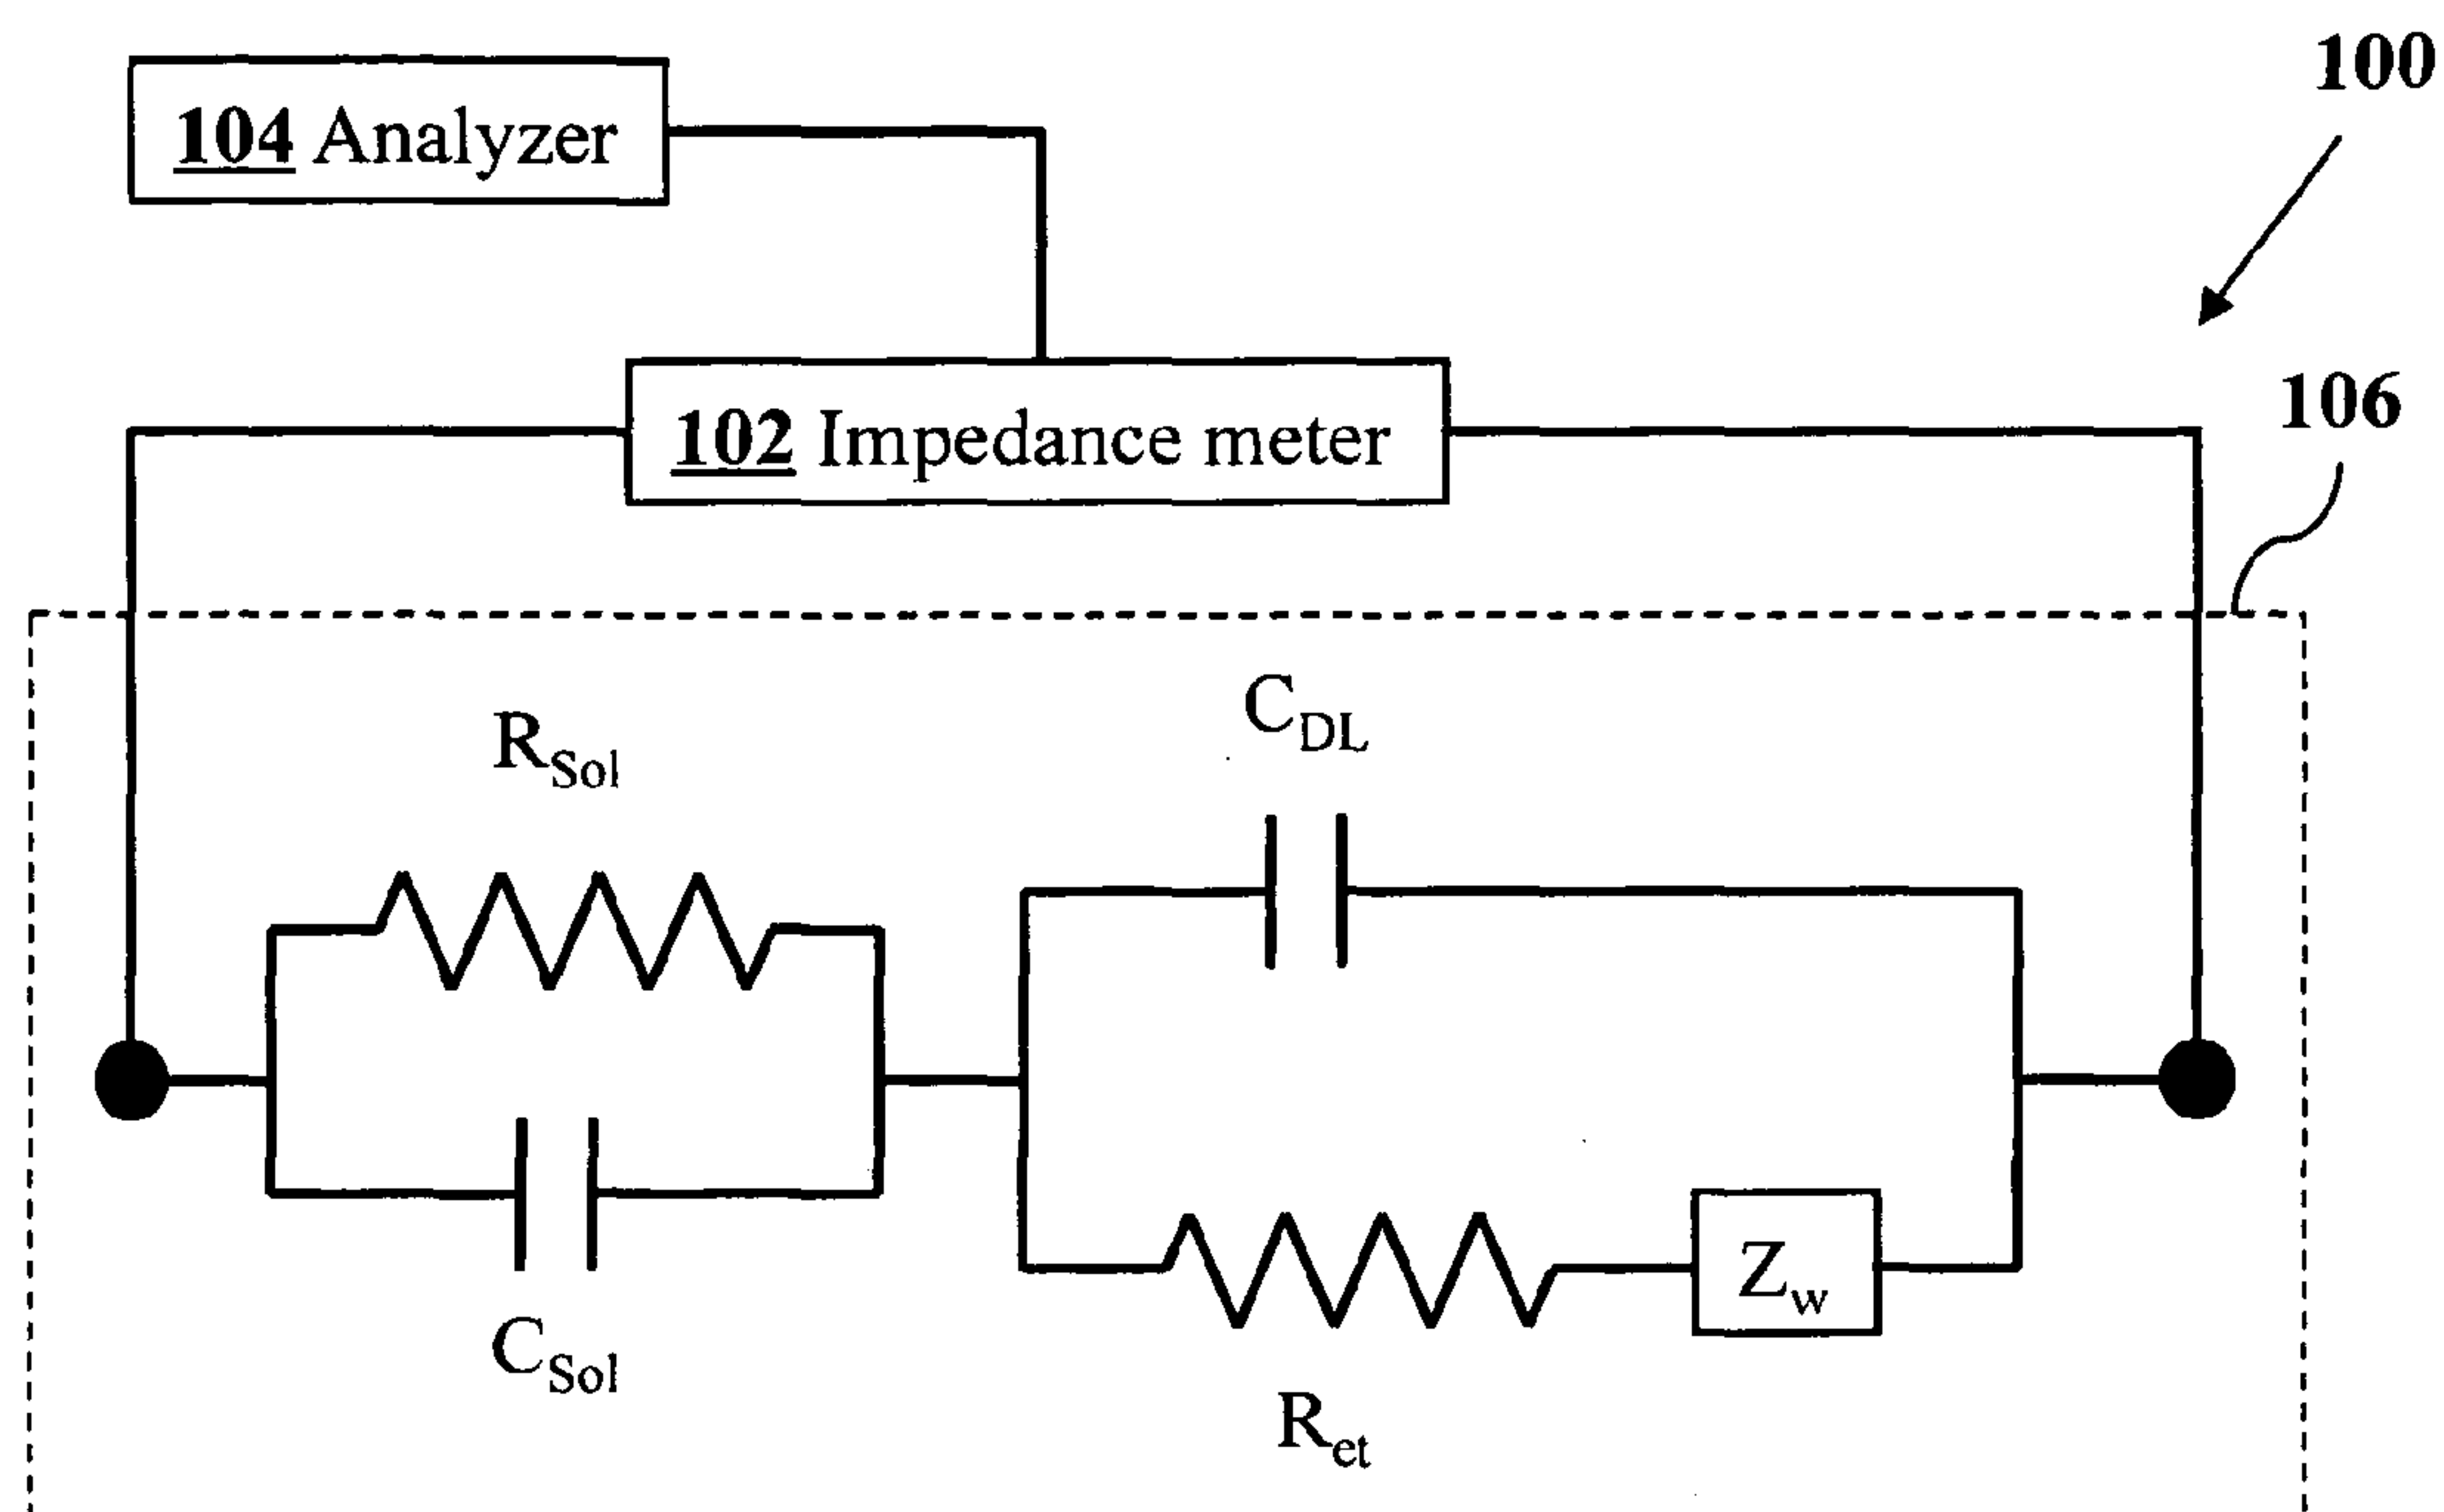 100
104 Analyzer
102 Impedance meter
106
C_DL
R_Sol
Z_w
C_Sol
R_et